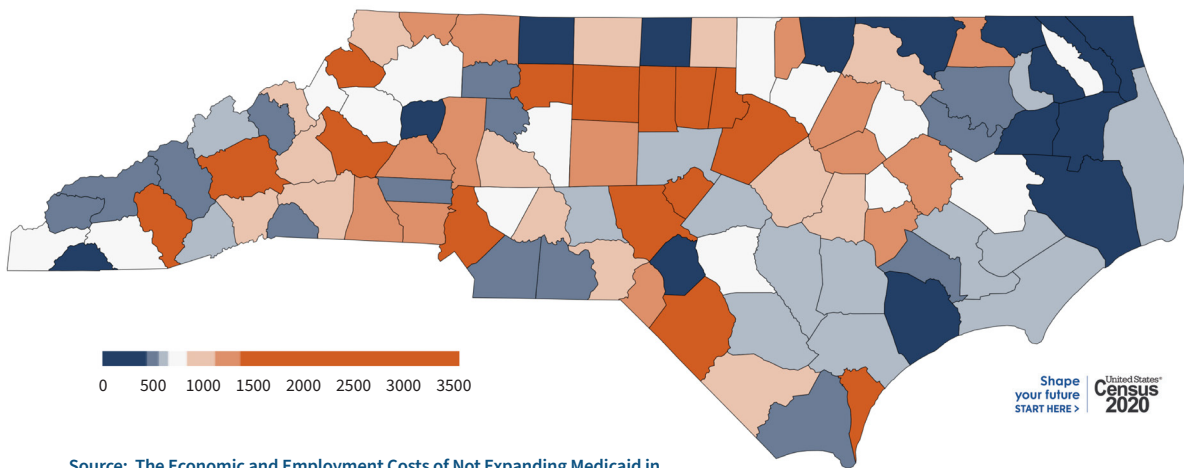 0 500 1000 1500 2000 2500 3000 3500
Shape
your future
START HERE >
United States®
Census
2020
Source: The Economic and Employment Costs of Not Expanding Medicaid in